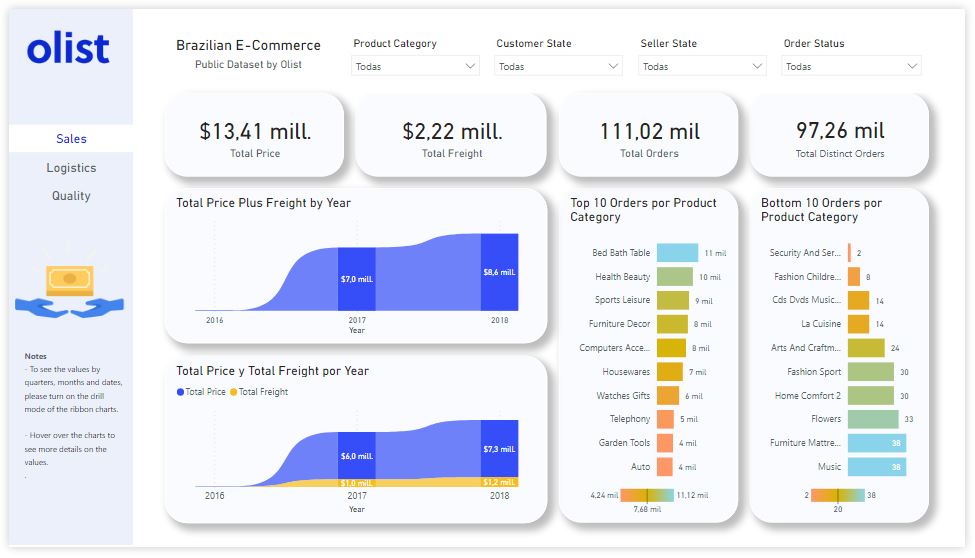 olist
Sales
Logistics
Quality
Notes
- To see the values by
quarters, months and dates,
please turn on the drill
mode of the ribbon charts.
- Hover over the charts to
see more details on the
values.
.
Brazilian E-Commerce
Public Dataset by Olist
Product Category
Todas
Customer State
Todas
Seller State
Todas
Order Status
Todas
$13,41 mill.
Total Price
$2,22 mill.
Total Freight
111,02 mil
Total Orders
97,26 mil
Total Distinct Orders
Total Price Plus Freight by Year
$7,0 mill.
$8,6 mill.
2016
2017
2018
Year
Total Price y Total Freight por Year
Total Price
Total Freight
$6,0 mill.
$7,3 mill.
$1,0 mill.
$1,2 mill.
2016
2017
2018
Year
Top 10 Orders por Product
Category
Bed Bath Table 11 mil
Health Beauty 10 mil
Sports Leisure 9 mil
Furniture Decor 8 mil
Computers Acce... 8 mil
Housewares 7 mil
Watches Gifts 6 mil
Telephony 5 mil
Garden Tools 4 mil
Auto 4 mil
4,24 mil 11,12 mil
7,68 mil
Bottom 10 Orders por
Product Category
Security And Ser... 2
Fashion Childre... 8
Cds Dvds Music... 14
La Cuisine 14
Arts And Craftm... 24
Fashion Sport 30
Home Comfort 2 30
Flowers 33
Furniture Mattre... 38
Music 38
2 38
20